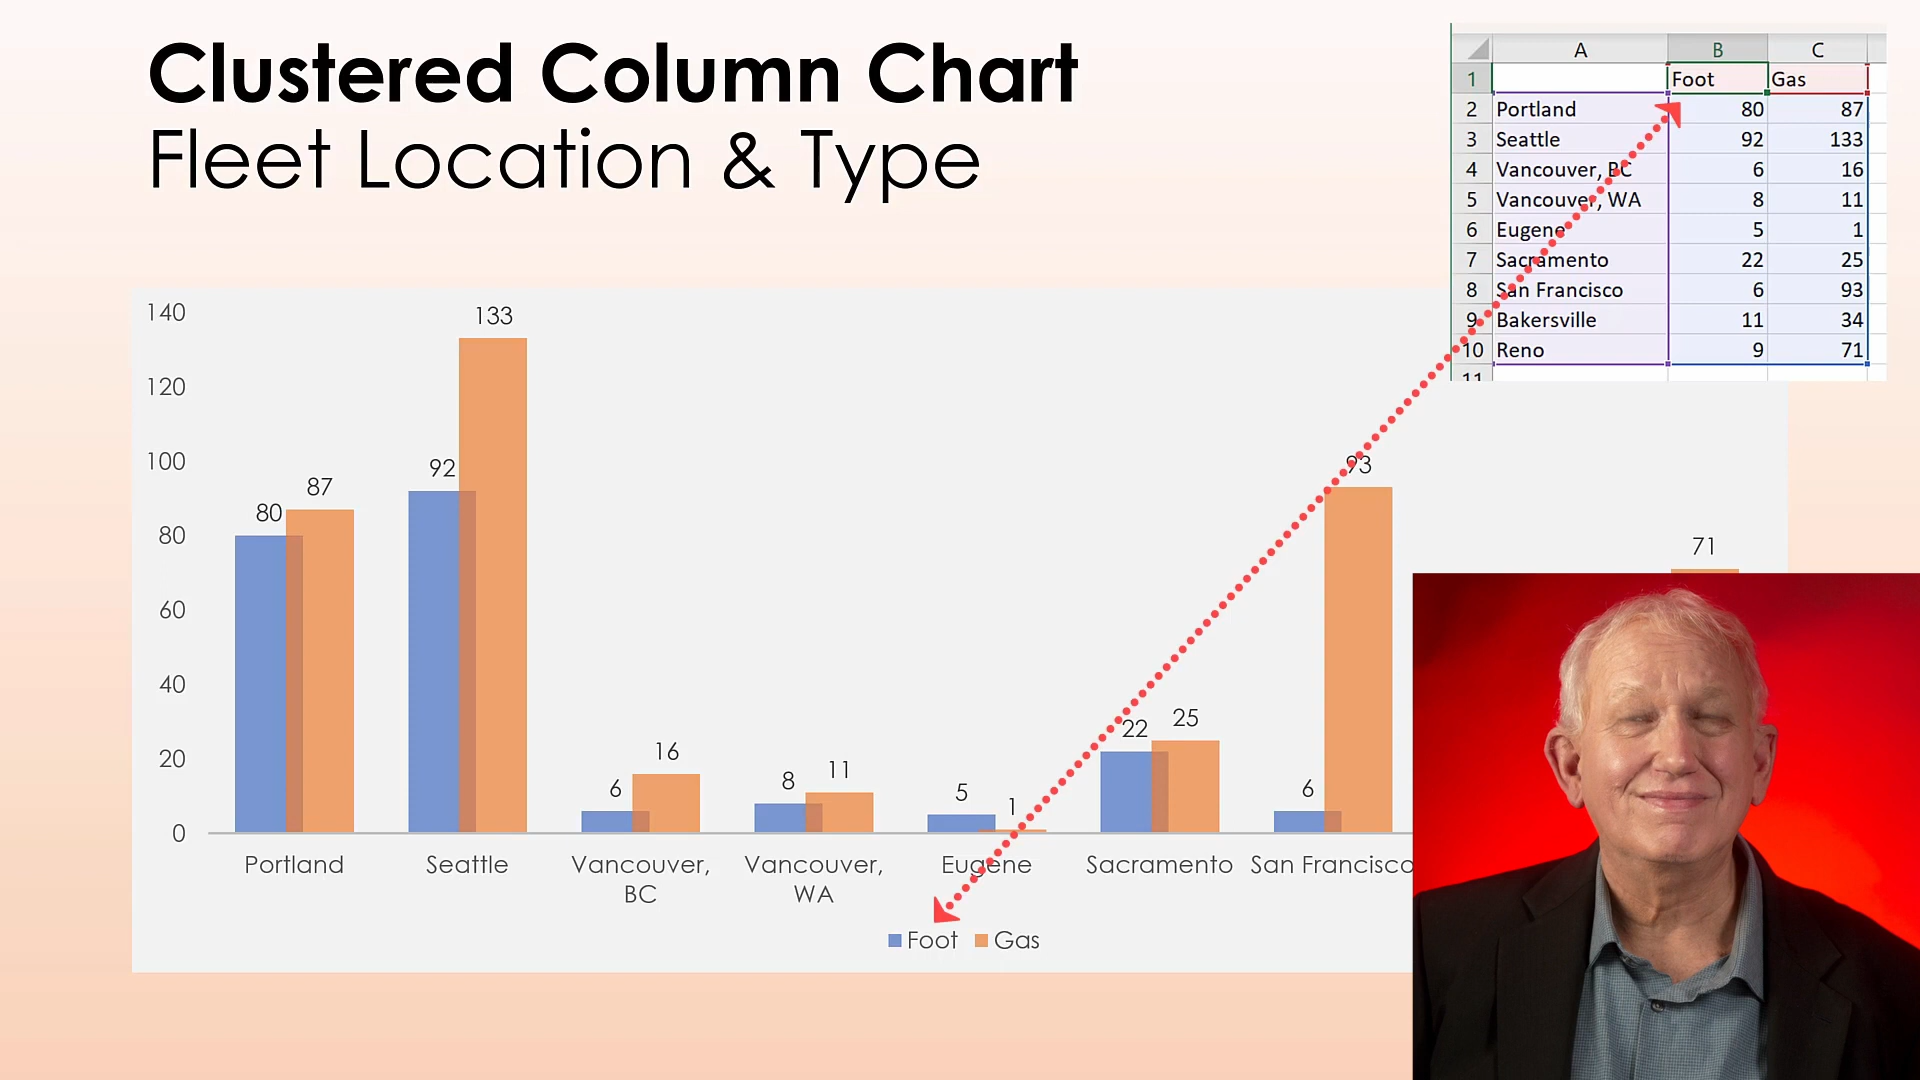 Clustered Column Chart
Fleet Location & Type
A B C
1 Foot Gas
2 Portland 80 87
3 Seattle 92 133
4 Vancouver, BC 6 16
5 Vancouver, WA 8 11
6 Eugene 5 1
7 Sacramento 22 25
8 San Francisco 6 93
9 Bakersville 11 34
10 Reno 9 71
11
140
120
100
80
60
40
20
0
80 87
92 133
6 16
8 11
5 1
22 25
6 93
71
Portland Seattle Vancouver, BC Vancouver, WA Eugene Sacramento San Francisco
Foot Gas